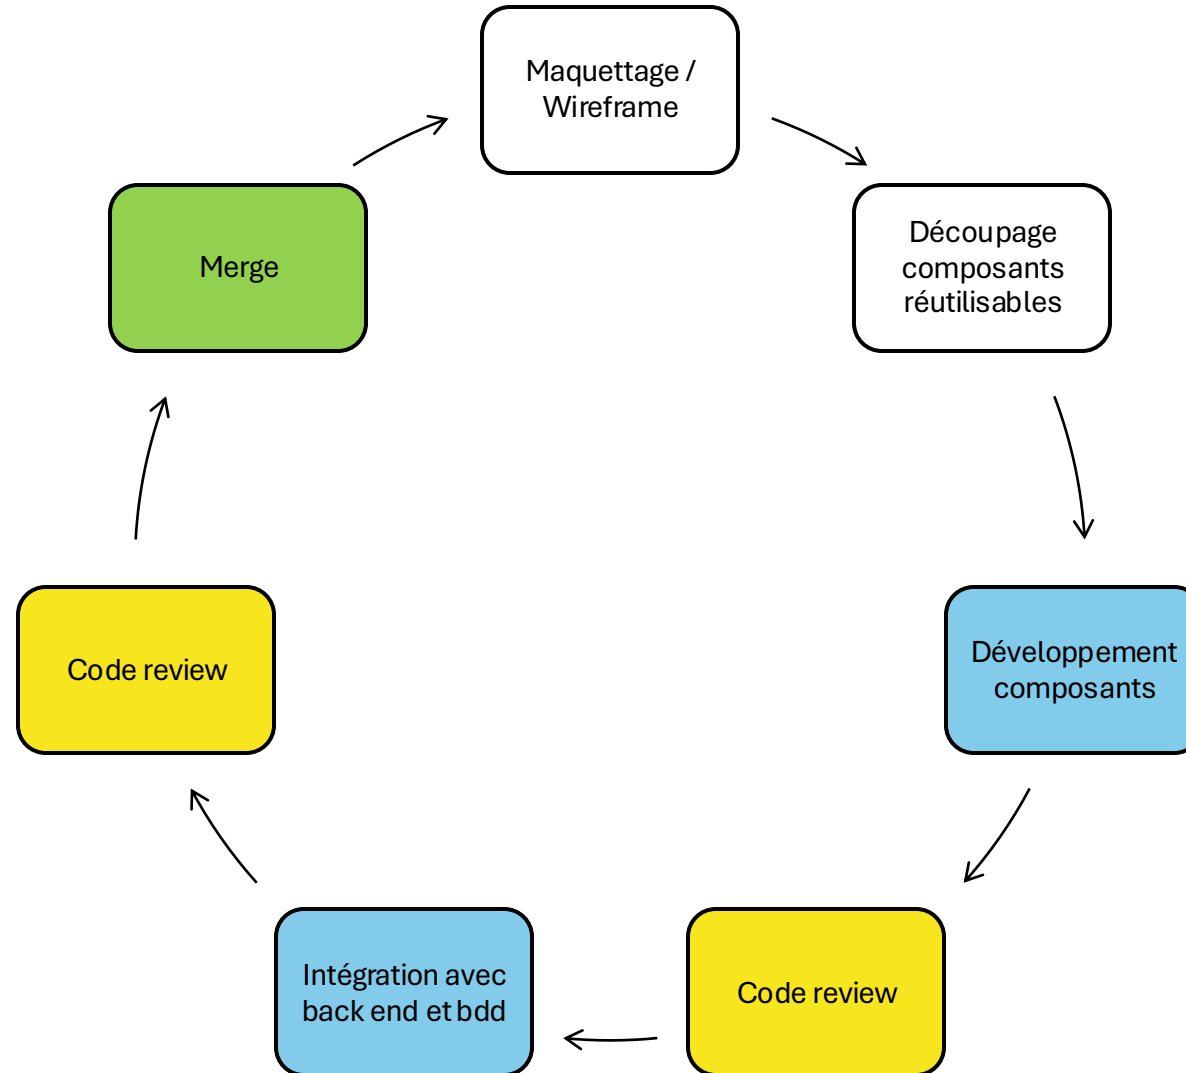 Maquettage /
Wireframe
Découpage
composants
réutilisables
Développement
composants
Code review
Intégration avec
back end et bdd
Code review
Merge